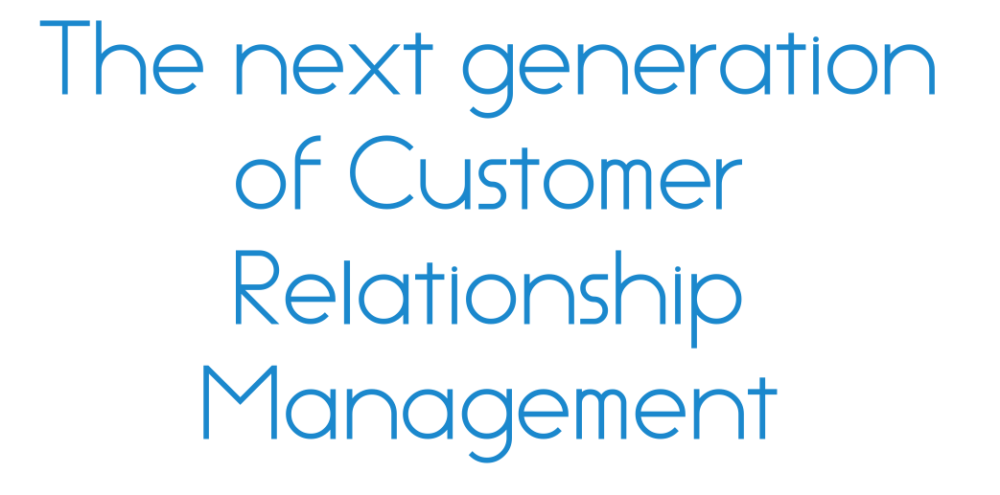 The next generation
of Customer
Relationship
Management